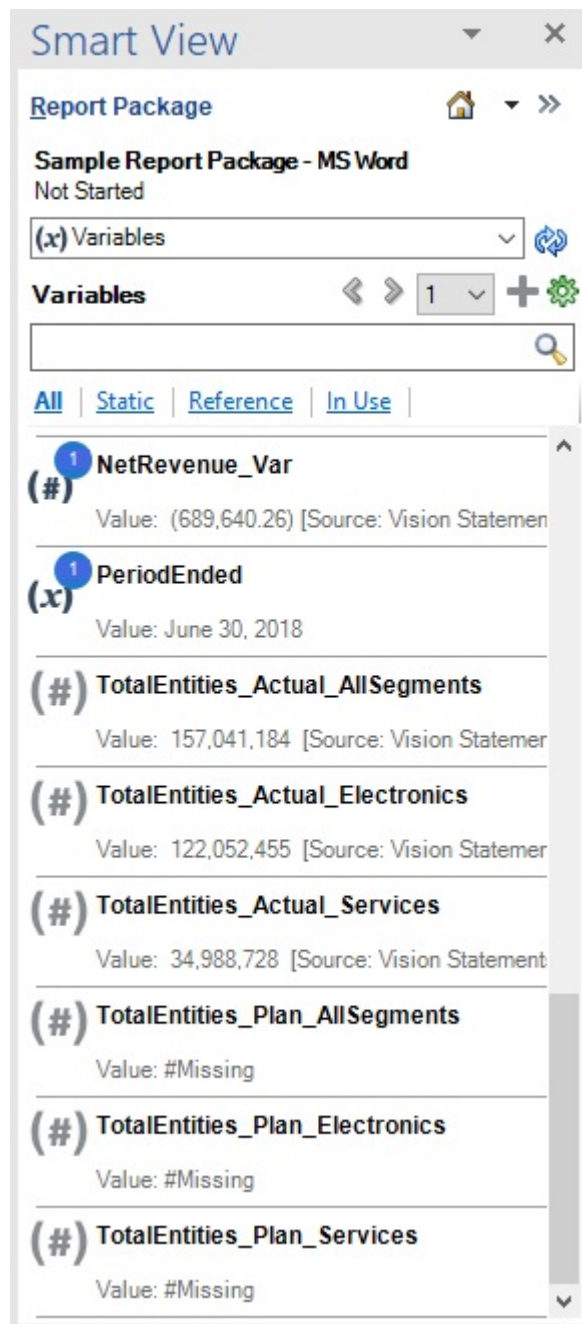 Smart View
Report Package
Sample Report Package - MS Word
Not Started
(x) Variables
Variables 1
All | Static | Reference | In Use |
1
(#) NetRevenue_Var
Value: (689,640.26) [Source: Vision Statemen
1
(x) PeriodEnded
Value: June 30, 2018
(#) TotalEntities_Actual_AllSegments
Value: 157,041,184 [Source: Vision Statemer
(#) TotalEntities_Actual_Electronics
Value: 122,052,455 [Source: Vision Statemer
(#) TotalEntities_Actual_Services
Value: 34,988,728 [Source: Vision Statement
(#) TotalEntities_Plan_AllSegments
Value: #Missing
(#) TotalEntities_Plan_Electronics
Value: #Missing
(#) TotalEntities_Plan_Services
Value: #Missing